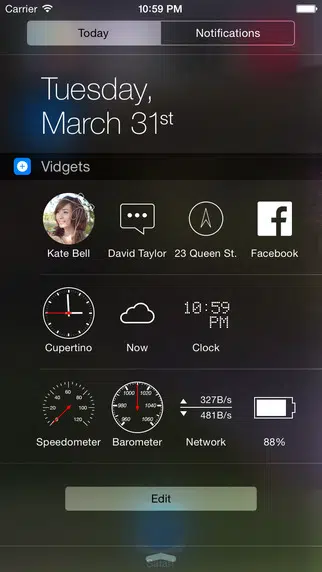 Carrier 10:59 PM
Today Notifications
Tuesday,
March 31st
Vidgets
Kate Bell David Taylor 23 Queen St. Facebook
10:59
PM
Cupertino Now Clock
327B/s
481B/s
Speedometer Barometer Network 88%
Edit